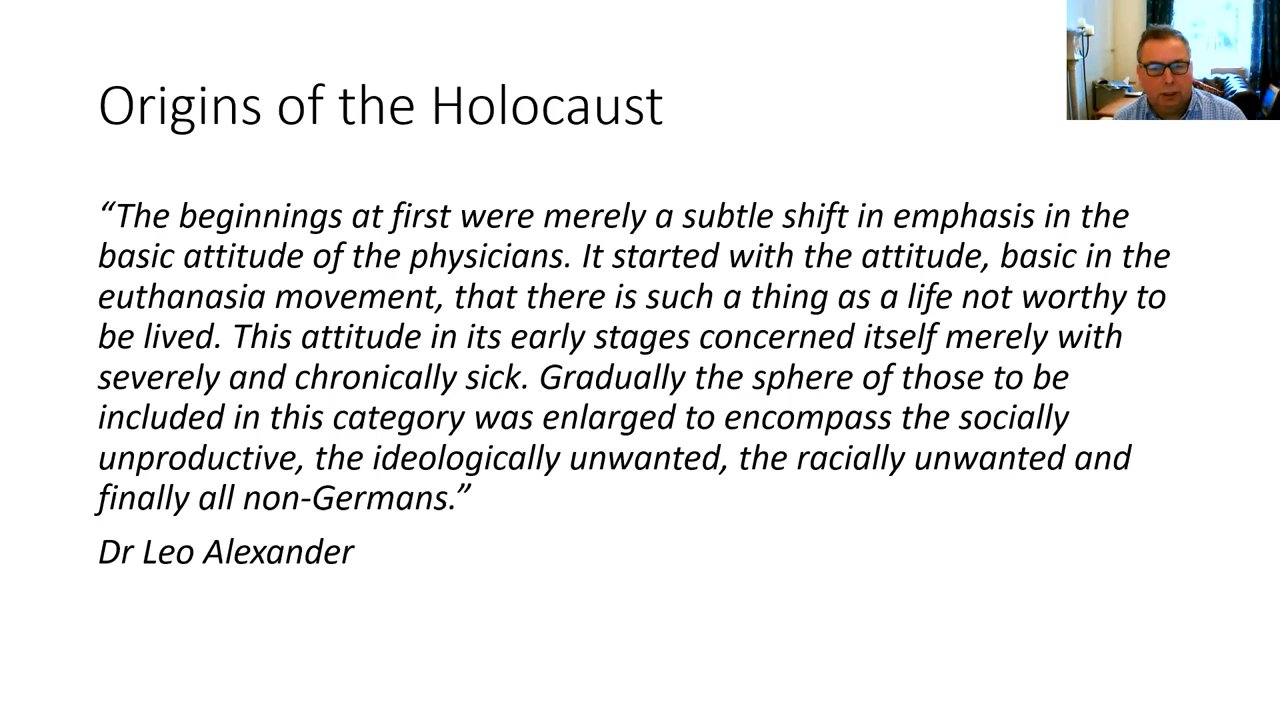 Origins of the Holocaust
“The beginnings at first were merely a subtle shift in emphasis in the
basic attitude of the physicians. It started with the attitude, basic in the
euthanasia movement, that there is such a thing as a life not worthy to
be lived. This attitude in its early stages concerned itself merely with
severely and chronically sick. Gradually the sphere of those to be
included in this category was enlarged to encompass the socially
unproductive, the ideologically unwanted, the racially unwanted and
finally all non-Germans.”
Dr Leo Alexander